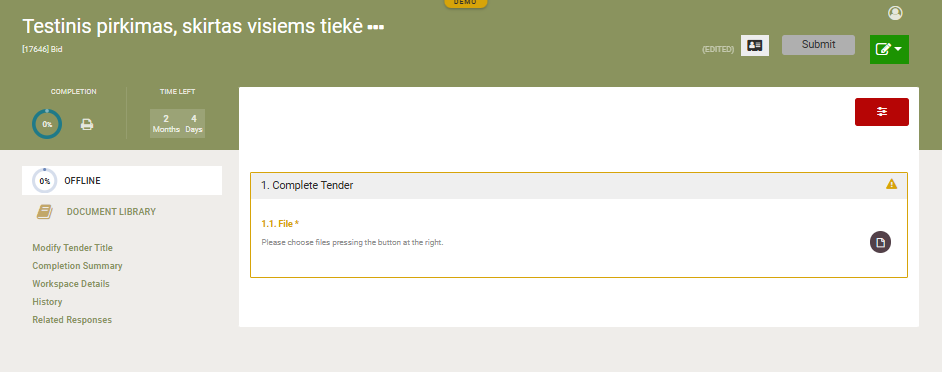 DEMO
Testinis pirkimas, skirtas visiems tiekė
[17646] Bid
(EDITED)
Submit
COMPLETION
TIME LEFT
0%
2 Months
4 Days
0%
OFFLINE
DOCUMENT LIBRARY
Modify Tender Title
Completion Summary
Workspace Details
History
Related Responses
1. Complete Tender
1.1. File *
Please choose files pressing the button at the right.